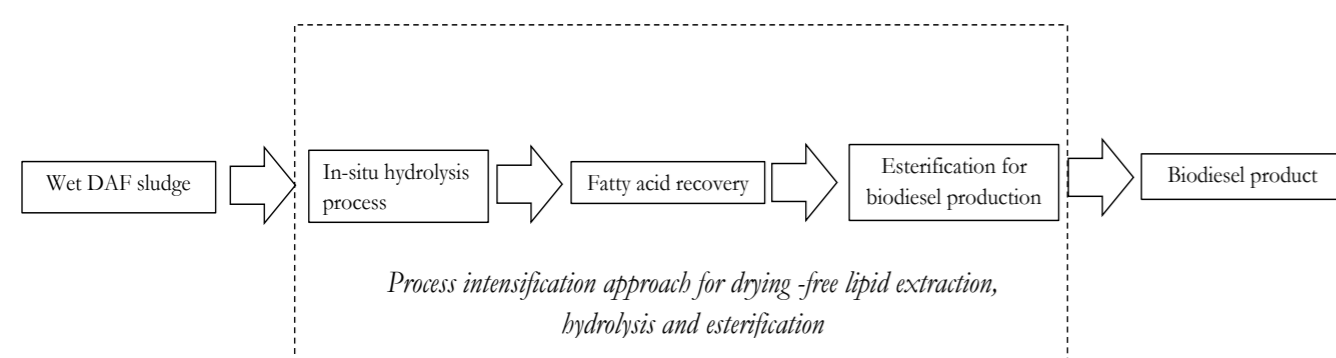 Wet DAF sludge
In-situ hydrolysis
process
Fatty acid recovery
Esterification for
biodiesel production
Biodiesel product
Process intensification approach for drying -free lipid extraction,
hydrolysis and esterification